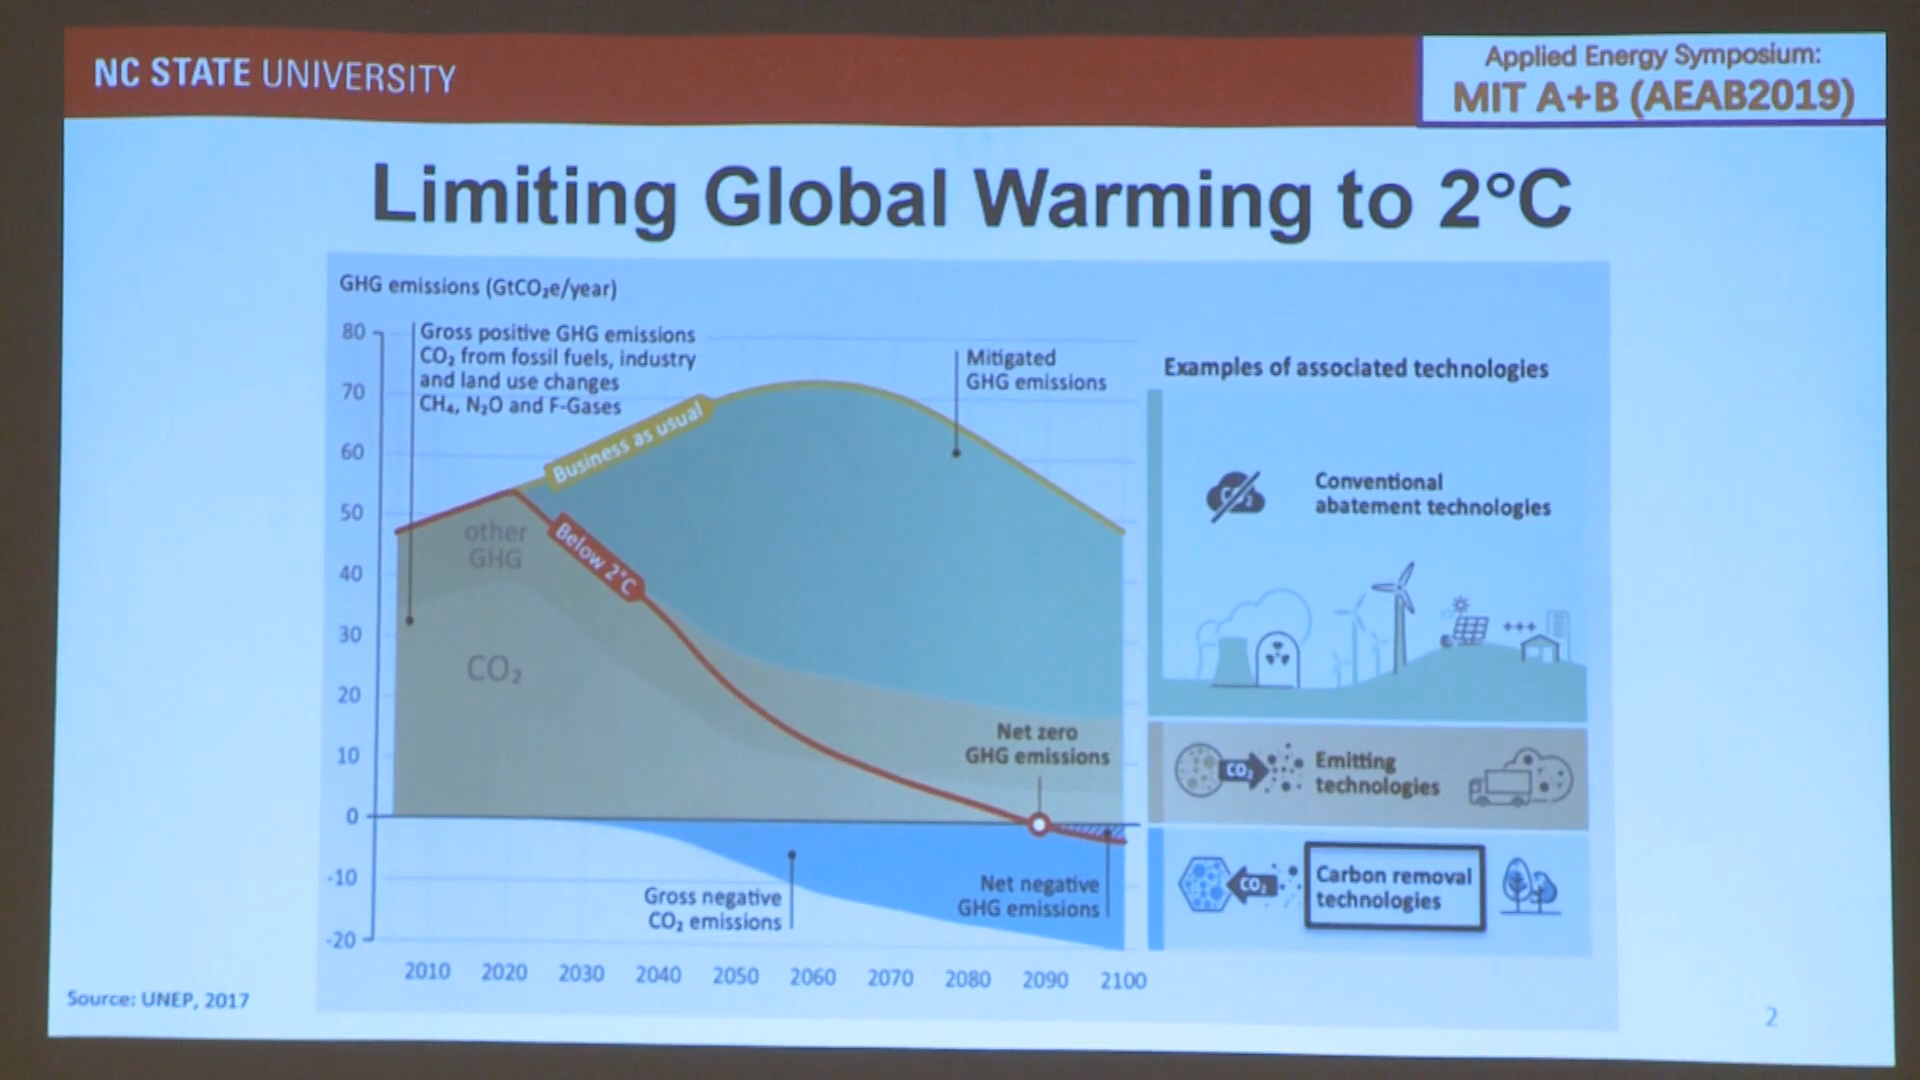 NC STATE UNIVERSITY
Applied Energy Symposium:
MIT A+B (AEAB2019)
Limiting Global Warming to 2°C
GHG emissions (GtCO₂e/year)
80
70
60
50
40
30
20
10
0
-10
-20
Gross positive GHG emissions
CO₂ from fossil fuels, industry
and land use changes
CH₄, N₂O and F-Gases
Business as usual
Below 2°C
other
GHG
CO₂
Mitigated
GHG emissions
Net zero
GHG emissions
Gross negative
CO₂ emissions
Net negative
GHG emissions
2010 2020 2030 2040 2050 2060 2070 2080 2090 2100
Examples of associated technologies
CO₂
Conventional
abatement technologies
CO₂
Emitting
technologies
CO₂
Carbon removal
technologies
Source: UNEP, 2017
2